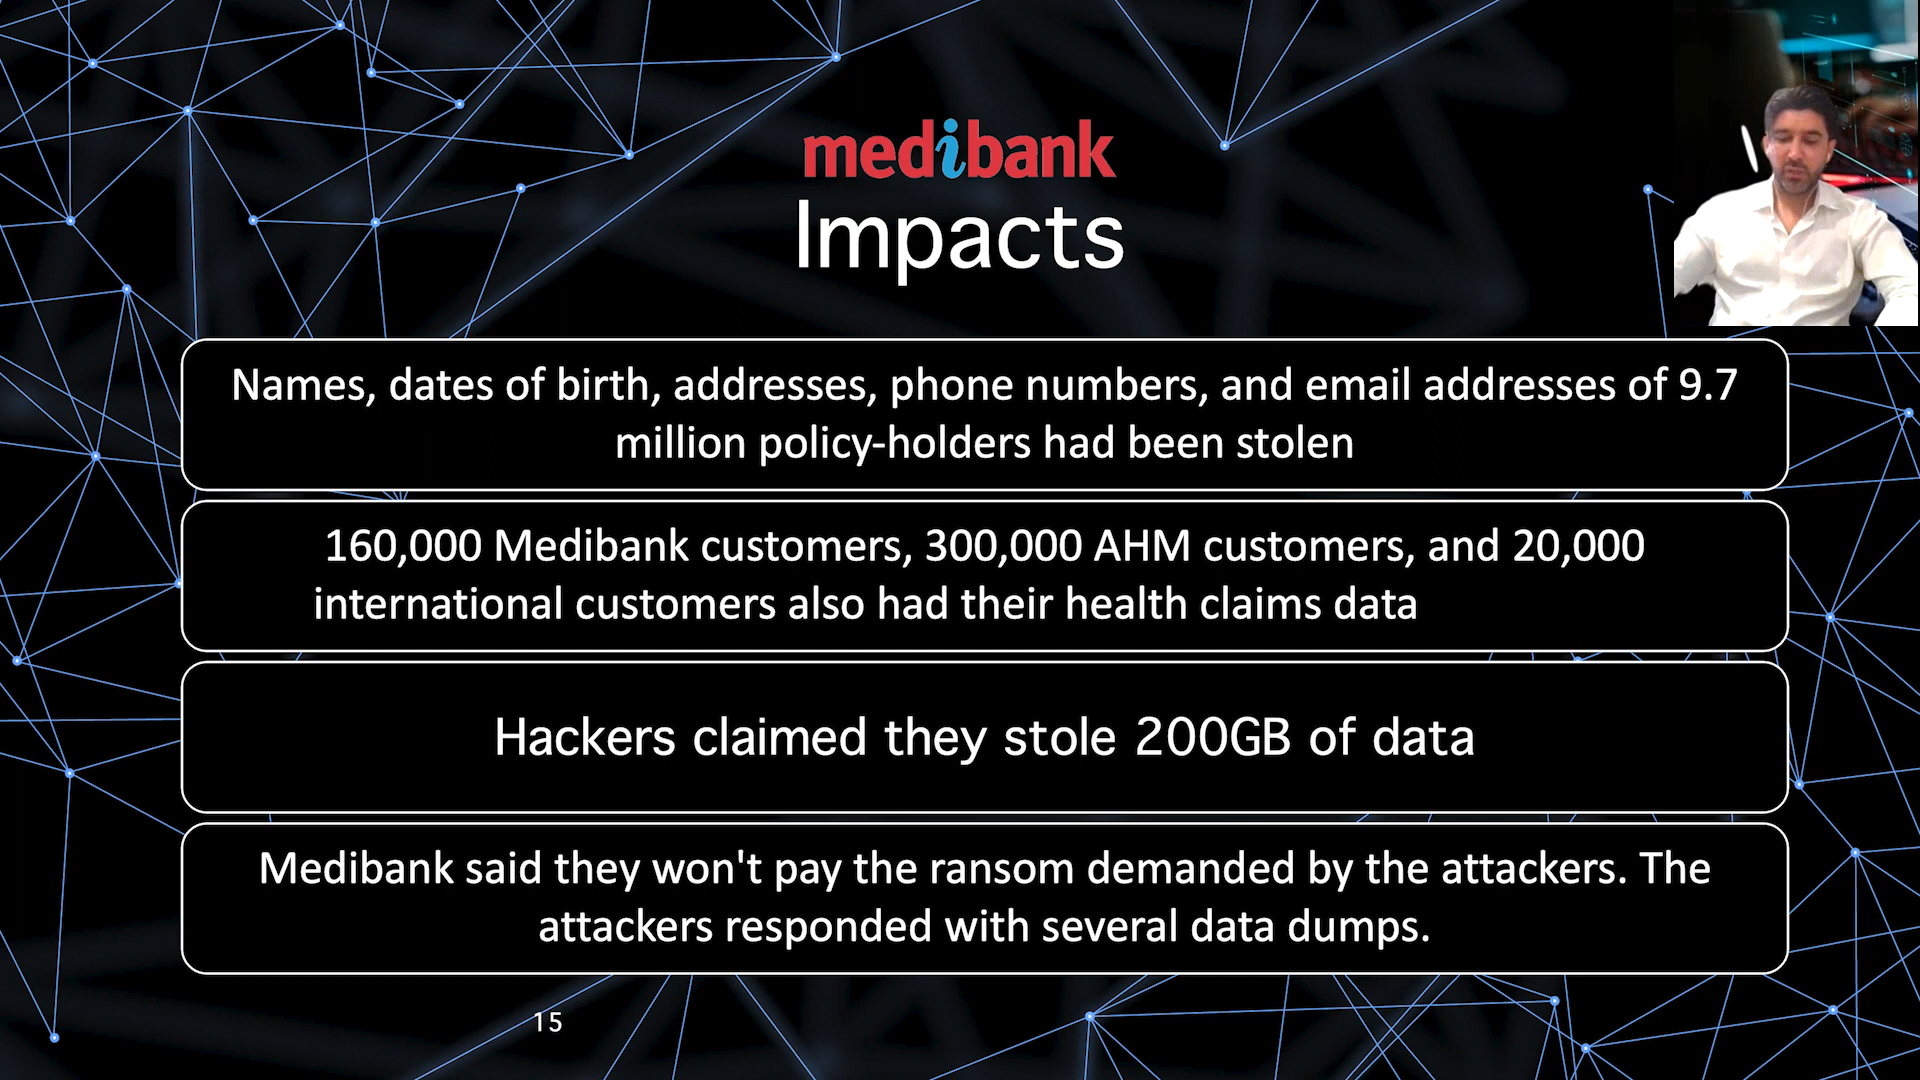 medibank
Impacts
Names, dates of birth, addresses, phone numbers, and email addresses of 9.7
million policy-holders had been stolen
160,000 Medibank customers, 300,000 AHM customers, and 20,000
international customers also had their health claims data
Hackers claimed they stole 200GB of data
Medibank said they won't pay the ransom demanded by the attackers. The
attackers responded with several data dumps.
15